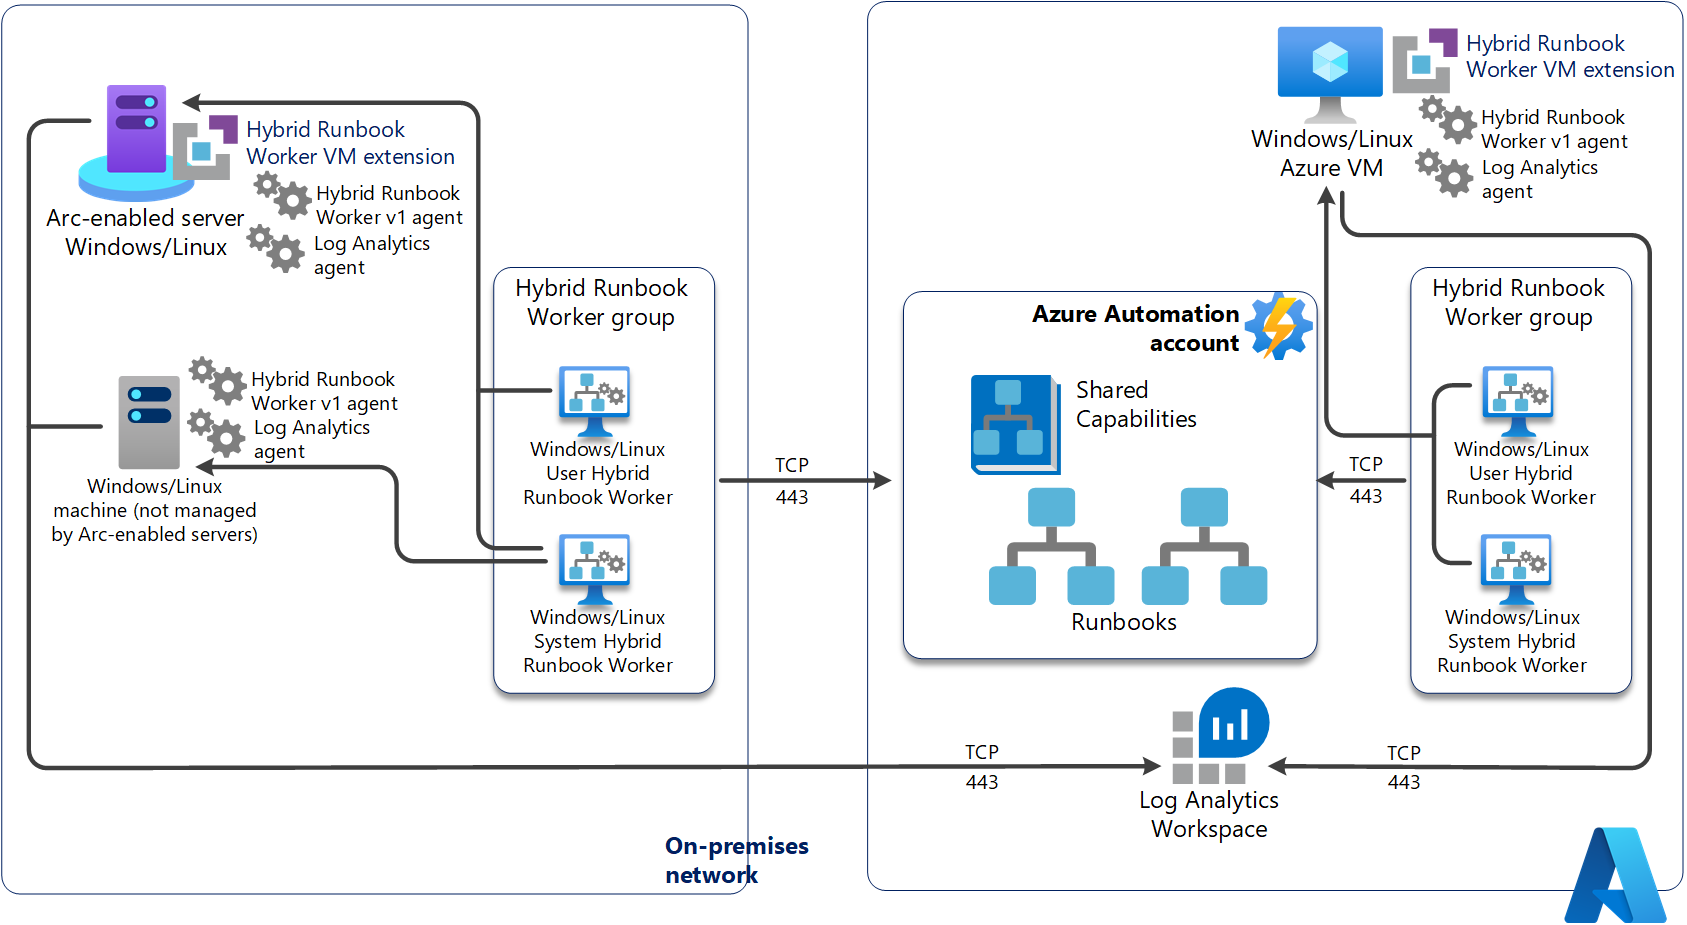 Hybrid Runbook
Worker VM extension
Hybrid Runbook
Worker v1 agent
Log Analytics
agent
Arc-enabled server
Windows/Linux
Hybrid Runbook
Worker v1 agent
Log Analytics
agent
Windows/Linux
machine (not managed
by Arc-enabled servers)
Hybrid Runbook
Worker group
Windows/Linux
User Hybrid
Runbook Worker
Windows/Linux
System Hybrid
Runbook Worker
TCP
443
On-premises
network
Hybrid Runbook
Worker VM extension
Hybrid Runbook
Worker v1 agent
Log Analytics
agent
Windows/Linux
Azure VM
Azure Automation
account
Shared
Capabilities
Runbooks
TCP
443
Hybrid Runbook
Worker group
Windows/Linux
User Hybrid
Runbook Worker
Windows/Linux
System Hybrid
Runbook Worker
TCP
443
TCP
443
Log Analytics
Workspace